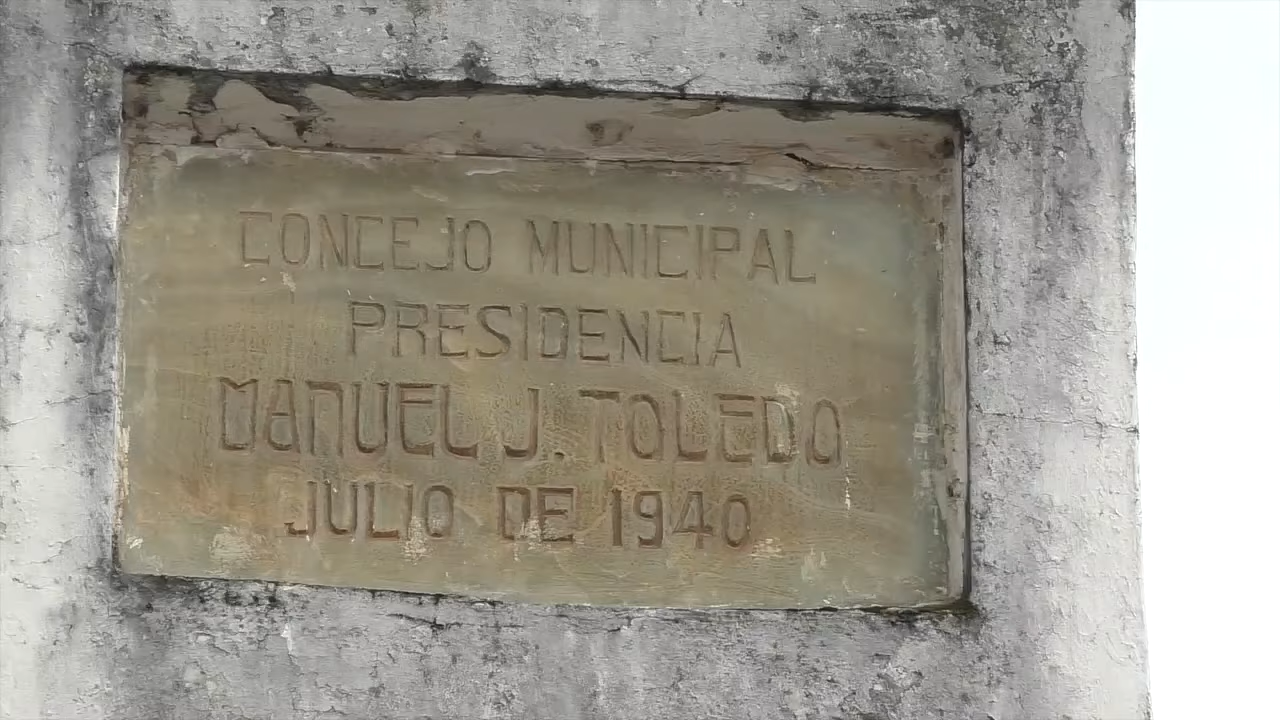 CONCEJO MUNICIPAL
PRESIDENCIA
MANUEL J. TOLEDO
JULIO DE 1940